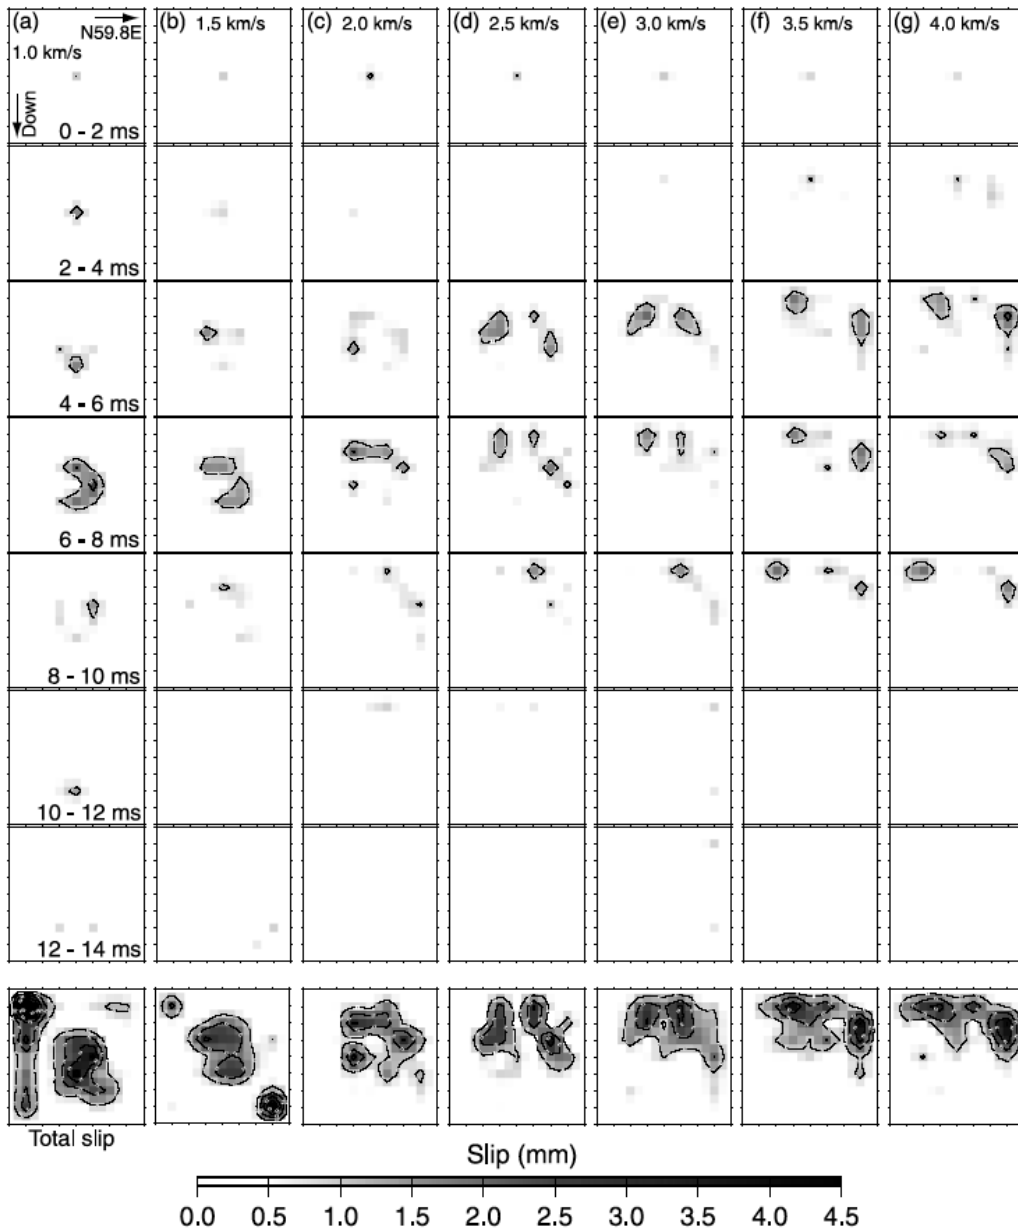 (a) (b) 1.5 km/s (c) 2.0 km/s (d) 2.5 km/s (e) 3.0 km/s (f) 3.5 km/s (g) 4.0 km/s
N59.8E
1.0 km/s
Down
0 - 2 ms
2 - 4 ms
4 - 6 ms
6 - 8 ms
8 - 10 ms
10 - 12 ms
12 - 14 ms
Total slip
Slip (mm)
0.0 0.5 1.0 1.5 2.0 2.5 3.0 3.5 4.0 4.5